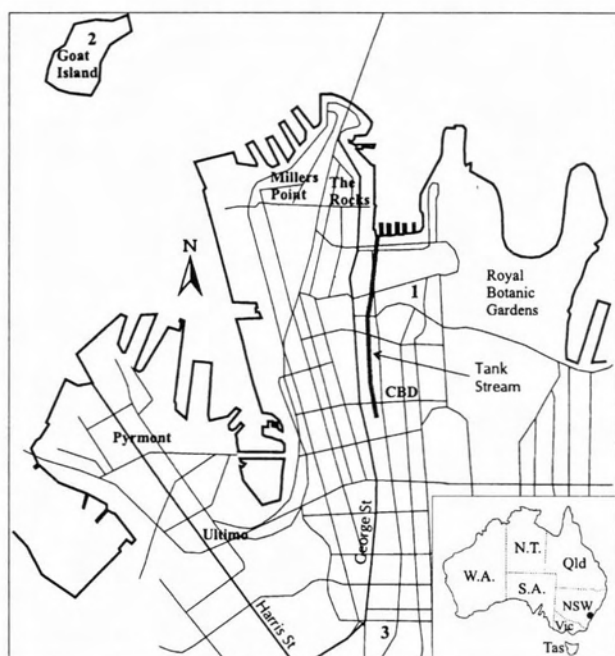 2
Goat
Island
Millers
Point
The
Rocks
N
1
Royal
Botanic
Gardens
Tank
Stream
CBD
Pyrmont
Ultimo
George St
Harris St
3
N.T.
Qld
W.A.
S.A.
NSW
Vic
Tas